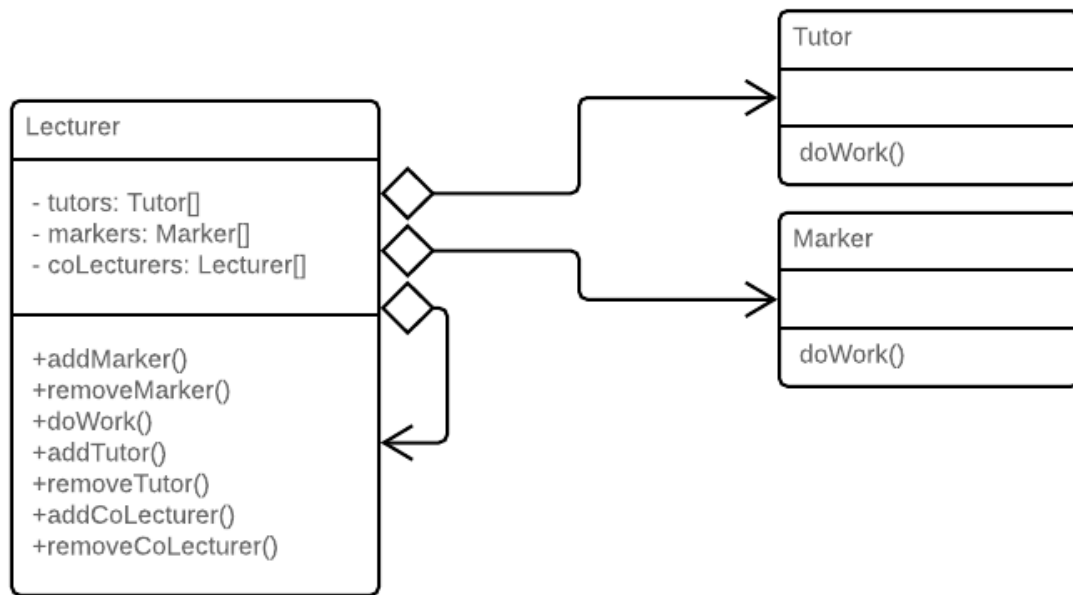 Lecturer
- tutors: Tutor[]
- markers: Marker[]
- coLecturers: Lecturer[]
+addMarker()
+removeMarker()
+doWork()
+addTutor()
+removeTutor()
+addCoLecturer()
+removeCoLecturer()
Tutor
doWork()
Marker
doWork()